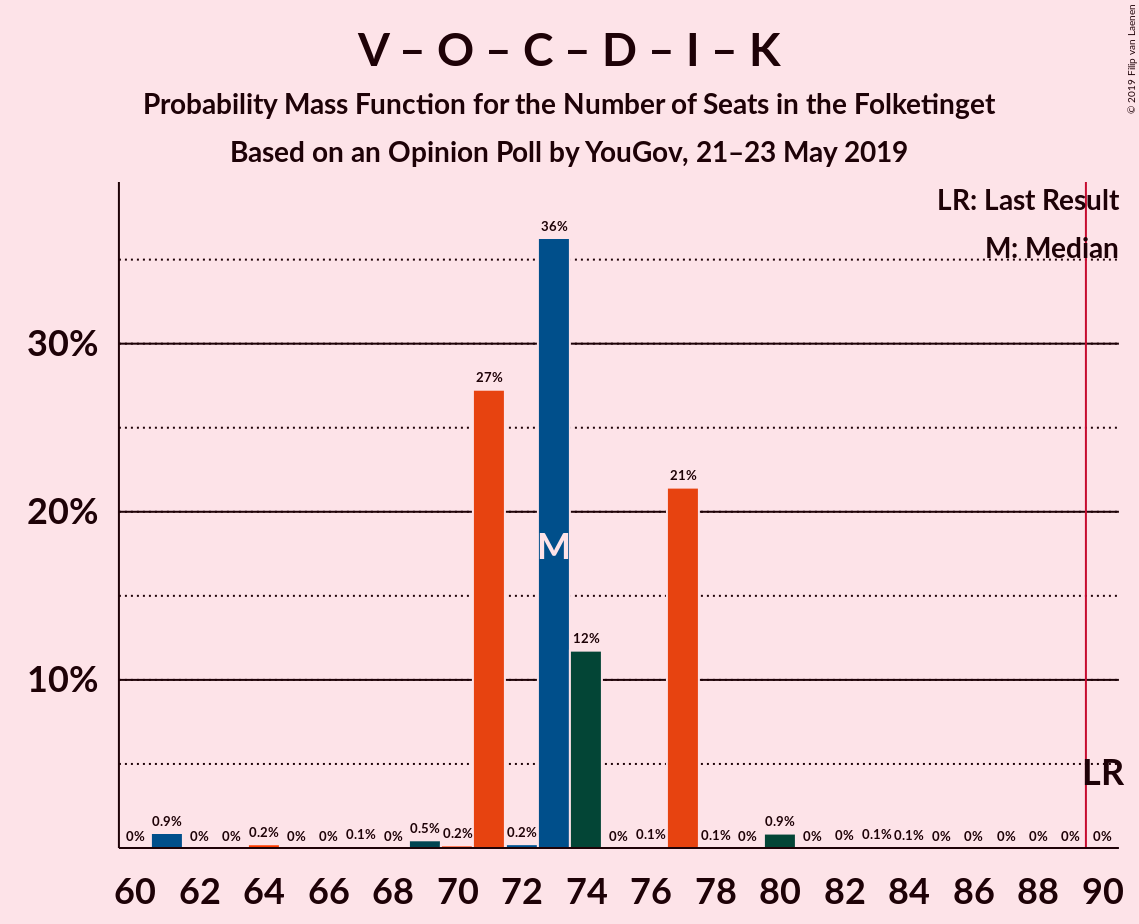 V – O – C – D – I – K
Probability Mass Function for the Number of Seats in the Folketinget
Based on an Opinion Poll by YouGov, 21–23 May 2019
© 2019 Filip van Laenen
LR: Last Result
M: Median
30%
20%
10%
0% 0.9% 0% 0% 0.2% 0% 0% 0.1% 0% 0.5% 0.2% 27% 0.2% 36% 12% 0% 0.1% 21% 0.1% 0% 0.9% 0% 0% 0.1% 0.1% 0% 0% 0% 0% 0% 0%
M
LR
60 62 64 66 68 70 72 74 76 78 80 82 84 86 88 90